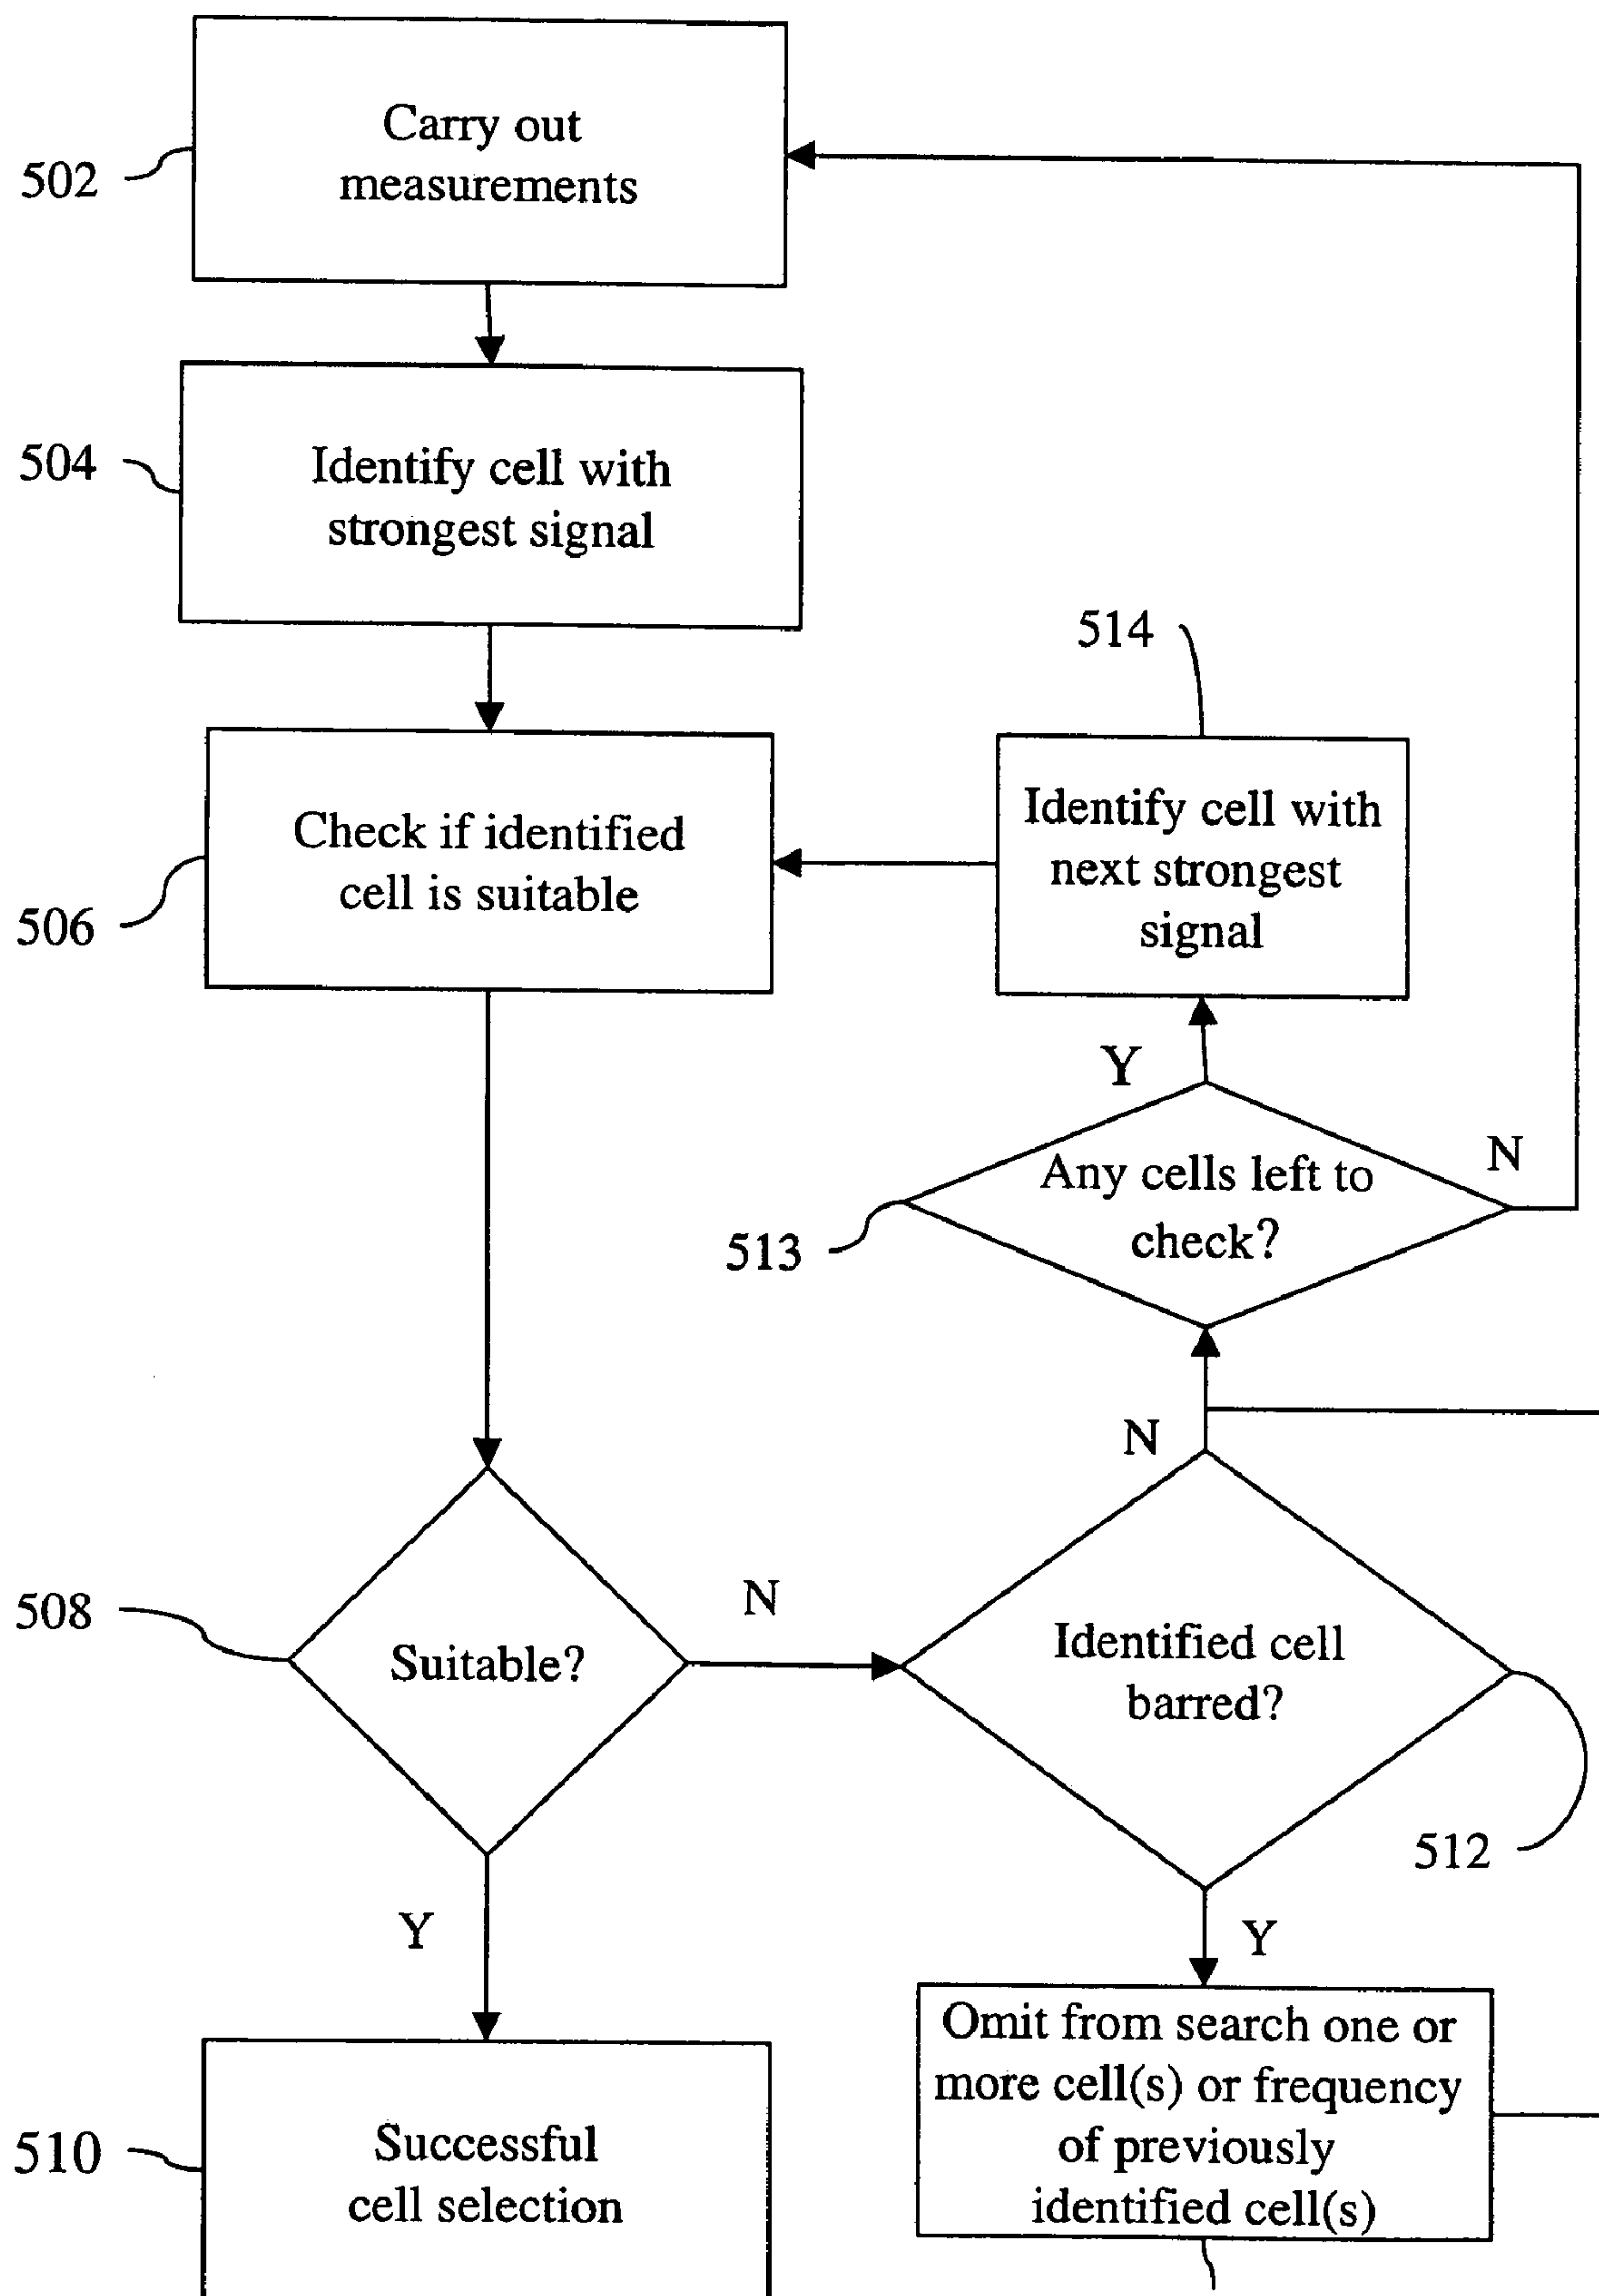 Carry out
measurements
502
504
Identify cell with
strongest signal
514
Check if identified
cell is suitable
506
Identify cell with
next strongest
signal
Y
N
Any cells left to
check?
513
N
508
Suitable?
N
Identified cell
barred?
512
Y
Y
Omit from search one or
more cell(s) or frequency
of previously
identified cell(s)
510
Successful
cell selection